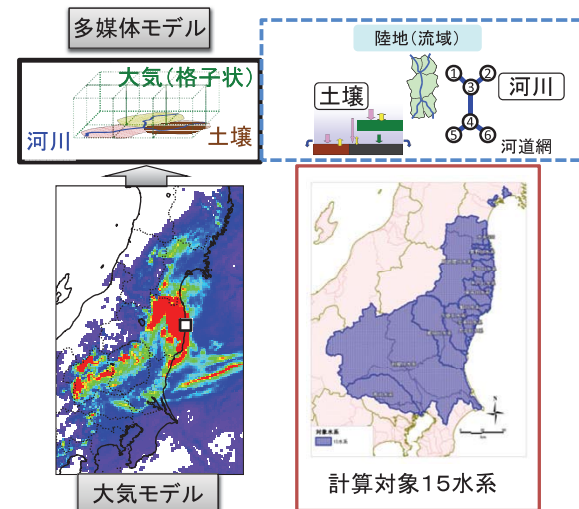 多媒体モデル
大気(格子状)
河川
土壌
陸地(流域)
土壌
河川
① ②
③
④
⑤ ⑥
河道網
N
対象水系
15水系
大気モデル
計算対象15水系